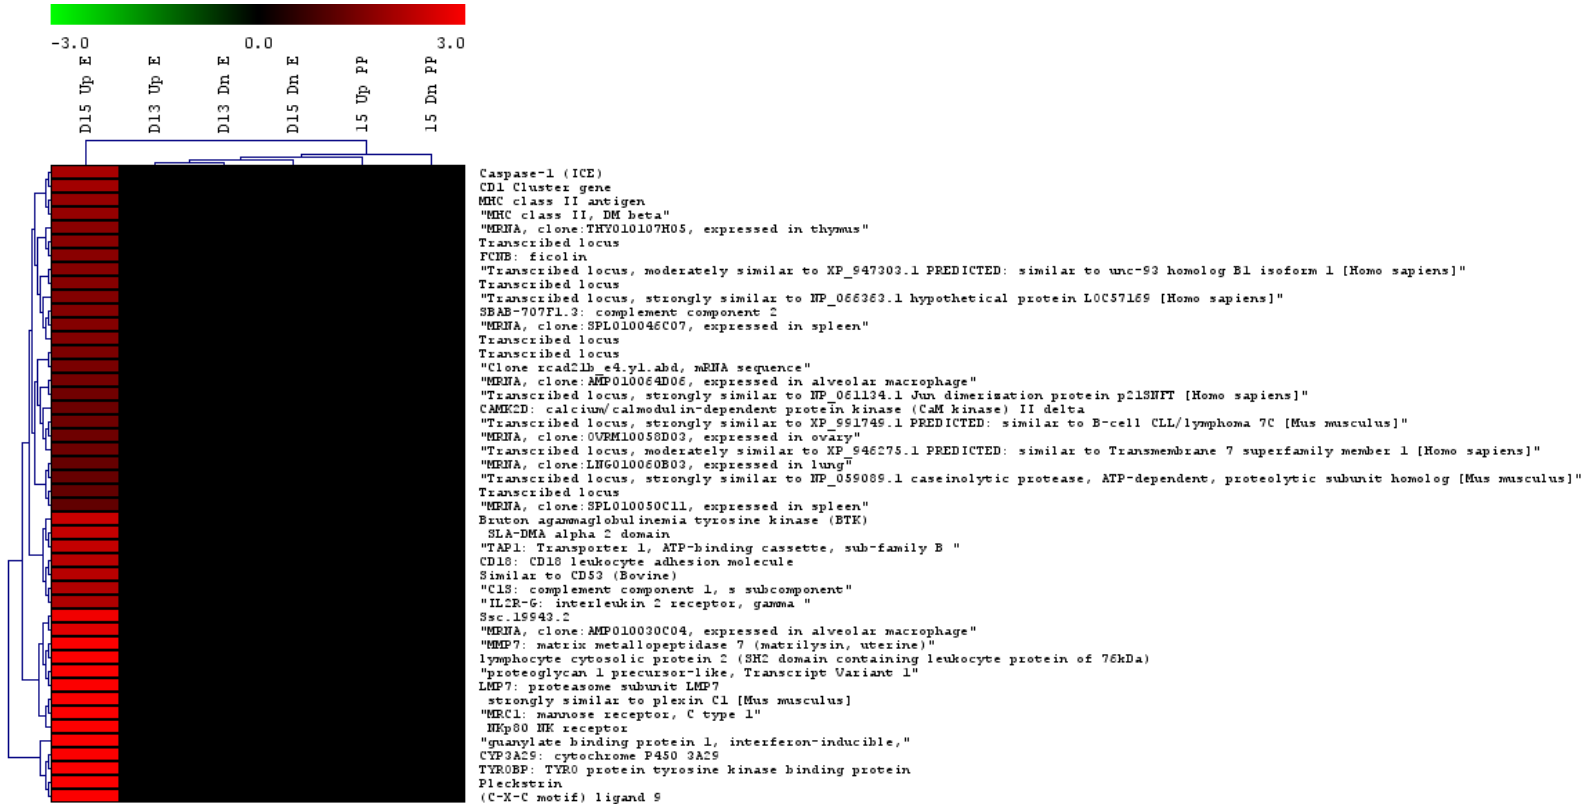 -3.0 0.0 3.0
D15 Up E
D13 Up E
D13 Dn E
D15 Dn E
15 Up PP
15 Dn PP
Caspase-1 (ICE)
CD1 Cluster gene
MHC class II antigen
"MHC class II, DM beta"
"MRNA, clone:THY010107H05, expressed in thymus"
Transcribed locus
FCNB: ficolin
"Transcribed locus, moderately similar to XP_947303.1 PREDICTED: similar to unc-93 homolog B1 isoform 1 [Homo sapiens]"
Transcribed locus
"Transcribed locus, strongly similar to NP_066363.1 hypothetical protein LOC57169 [Homo sapiens]"
SBAB-707F1.3: complement component 2
"MRNA, clone:SPL010046C07, expressed in spleen"
Transcribed locus
Transcribed locus
"Clone rcad21b_e4.y1.abd, mRNA sequence"
"MRNA, clone:AMP010064D06, expressed in alveolar macrophage"
"Transcribed locus, strongly similar to NP_061134.1 Jun dimerisation protein p21SNFT [Homo sapiens]"
CAMK2D: calcium/calmodulin-dependent protein kinase (CaM kinase) II delta
"Transcribed locus, strongly similar to XP_991749.1 PREDICTED: similar to B-cell CLL/lymphoma 7C [Mus musculus]"
"MRNA, clone:OVRM10058D03, expressed in ovary"
"Transcribed locus, moderately similar to XP_946275.1 PREDICTED: similar to Transmembrane 7 superfamily member 1 [Homo sapiens]"
"MRNA, clone:LNG010060B03, expressed in lung"
"Transcribed locus, strongly similar to NP_059089.1 caseinolytic protease, ATP-dependent, proteolytic subunit homolog [Mus musculus]"
Transcribed locus
"MRNA, clone:SPL010050C11, expressed in spleen"
Bruton agammaglobulinemia tyrosine kinase (BTK)
SLA-DMA alpha 2 domain
"TAP1: Transporter 1, ATP-binding cassette, sub-family B "
CD18: CD18 leukocyte adhesion molecule
Similar to CD53 (Bovine)
"C1S: complement component 1, s subcomponent"
"IL2R-G: interleukin 2 receptor, gamma "
Ssc.19943.2
"MRNA, clone:AMP010030C04, expressed in alveolar macrophage"
"MMP7: matrix metallopeptidase 7 (matrilysin, uterine)"
lymphocyte cytosolic protein 2 (SH2 domain containing leukocyte protein of 76kDa)
"proteoglycan 1 precursor-like, Transcript Variant 1"
LMP7: proteasome subunit LMP7
strongly similar to plexin C1 [Mus musculus]
"MRC1: mannose receptor, C type 1"
NKp80 NK receptor
"guanylate binding protein 1, interferon-inducible,"
CYP3A29: cytochrome P450 3A29
TYROBP: TYRO protein tyrosine kinase binding protein
Pleckstrin
(C-X-C motif) ligand 9